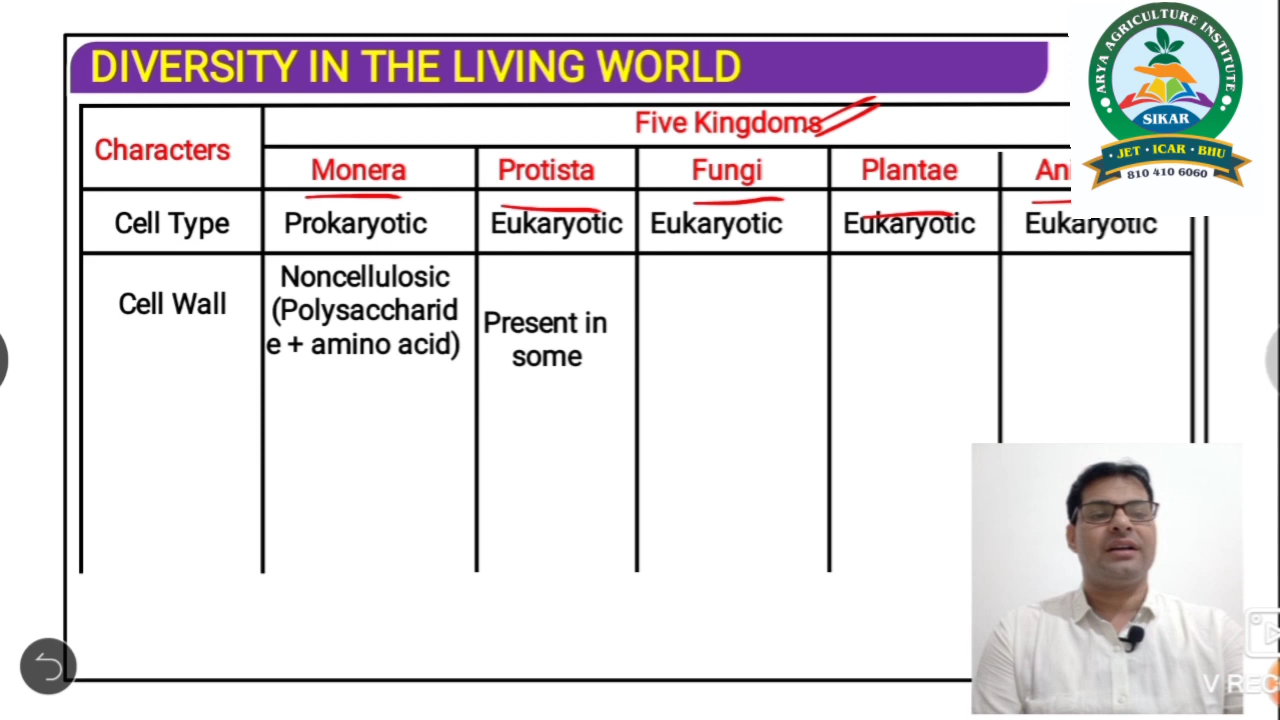 DIVERSITY IN THE LIVING WORLD
ARYA AGRICULTURE INSTITUTE
SIKAR
JET • ICAR • BHU
810 410 6060
Characters
Five Kingdoms
Monera
Protista
Fungi
Plantae
Ani
Cell Type
Prokaryotic
Eukaryotic
Eukaryotic
Eukaryotic
Eukaryotic
Cell Wall
Noncellulosic
(Polysaccharid
e + amino acid)
Present in
some
V REC